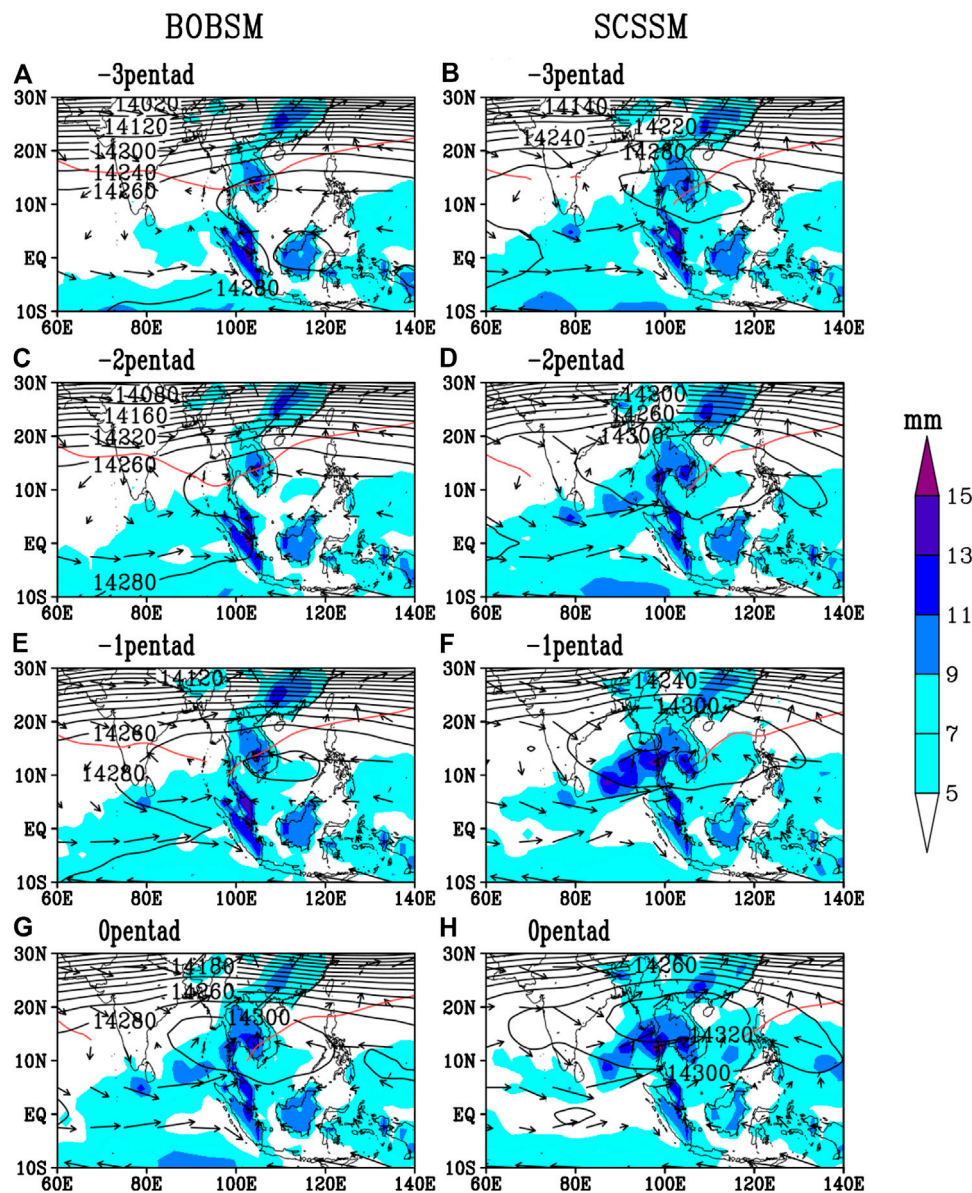 BOBSM SCSSM
A -3pentad B -3pentad
30N 14020 30N 14140
14120 14220
20N 14200 20N 14240 14280
14240
14260
10N 10N
EQ EQ
14280
10S 10S
60E 80E 100E 120E 140E 60E 80E 100E 120E 140E
C -2pentad D -2pentad
30N 14080 30N 14200
14160 14260
20N 14220 20N 14300
14260
10N 10N
EQ EQ
14280
10S 10S
60E 80E 100E 120E 140E 60E 80E 100E 120E 140E
E -1pentad F -1pentad
30N 14120 30N 14240
14300
20N 14280 20N
14280
10N 10N
EQ EQ
10S 10S
60E 80E 100E 120E 140E 60E 80E 100E 120E 140E
G 0pentad H 0pentad
30N 14180 30N 14260
14260
20N 14280 14300 20N
14320
10N 10N 14300
EQ EQ
10S 10S
60E 80E 100E 120E 140E 60E 80E 100E 120E 140E
mm
15
13
11
9
7
5